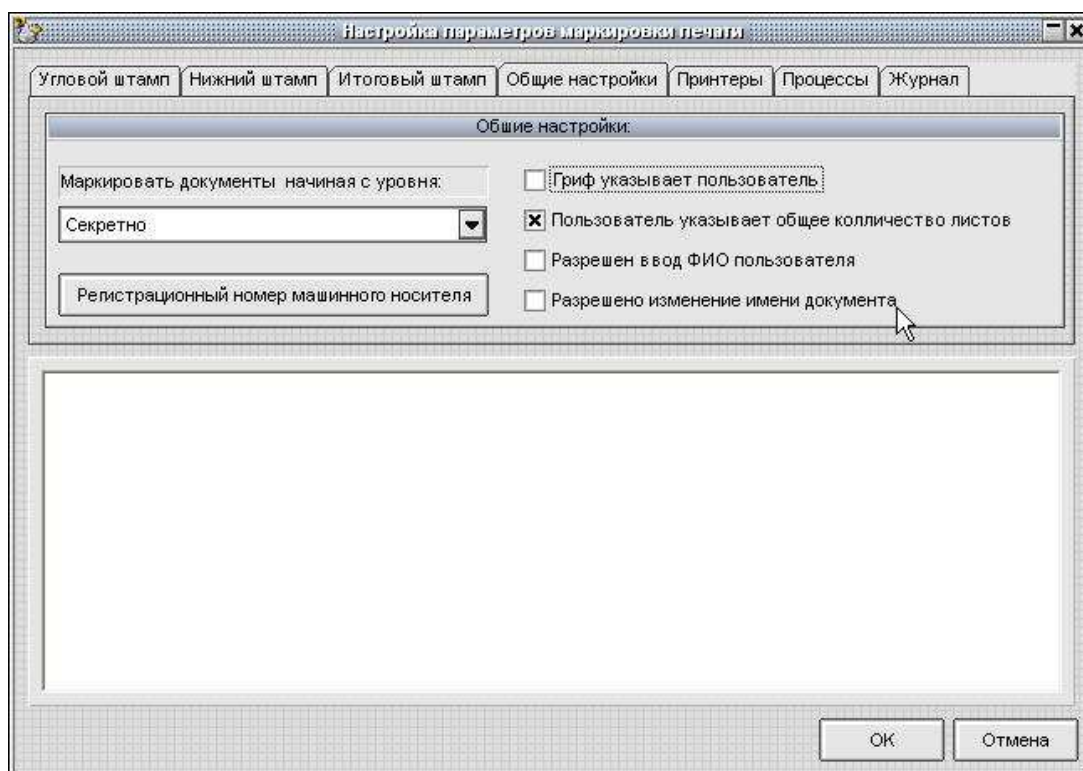 Настройка параметров маркировки печати
Угловой штамп Нижний штамп Итоговый штамп Общие настройки Принтеры Процессы Журнал
Обшие настройки:
Маркировать документы начиная с уровня:
Секретно
Регистрационный номер машинного носителя
Гриф указывает пользователь
Пользователь указывает общее колличество листов
Разрешен ввод ФИО пользователя
Разрешено изменение имени документа
OK Отмена